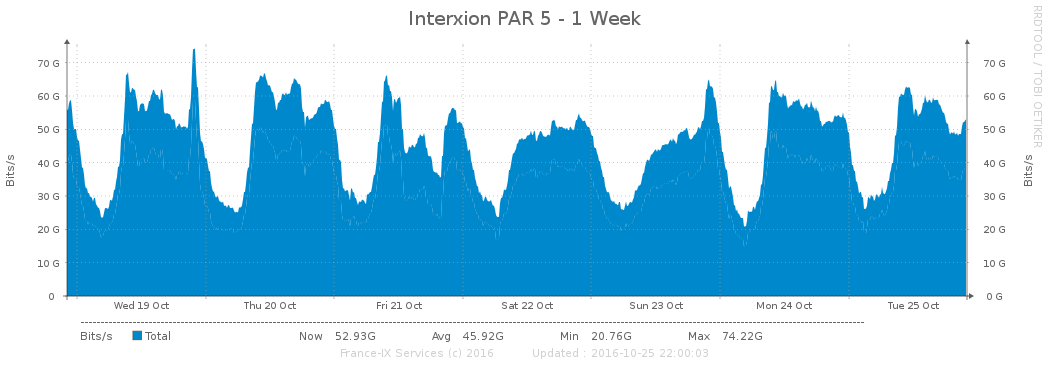 Interxion PAR 5 - 1 Week
RRDTOOL / TOBI OETIKER
Bits/s
70 G 70 G
60 G 60 G
50 G 50 G
40 G 40 G
30 G 30 G
20 G 20 G
10 G 10 G
0 0 G
Bits/s
Wed 19 Oct Thu 20 Oct Fri 21 Oct Sat 22 Oct Sun 23 Oct Mon 24 Oct Tue 25 Oct
Bits/s Total Now 52.93G Avg 45.92G Min 20.76G Max 74.22G
France-IX Services (c) 2016 Updated : 2016-10-25 22:00:03